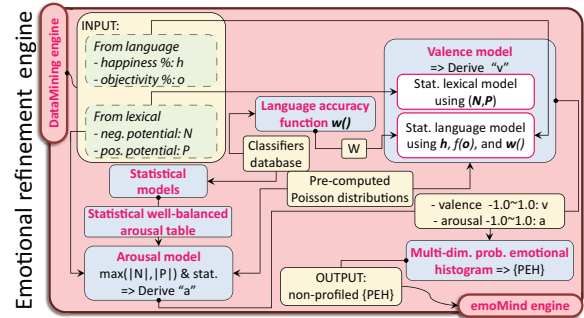 Emotional refinement engine
DataMining engine
INPUT:
From language
- happiness %: h
- objectivity %: o
From lexical
- neg. potential: N
- pos. potential: P
Valence model
=> Derive “v”
Stat. lexical model
using (N,P)
Stat. language model
using h, f(o), and w()
Language accuracy
function w()
W
Classifiers
database
Statistical
models
Pre-computed
Poisson distributions
Statistical well-balanced
arousal table
Arousal model
max(|N|,|P|) & stat.
=> Derive “a”
- valence -1.0~1.0: v
- arousal -1.0~1.0: a
Multi-dim. prob. emotional
histogram => {PEH}
OUTPUT:
non-profiled {PEH}
emoMind engine